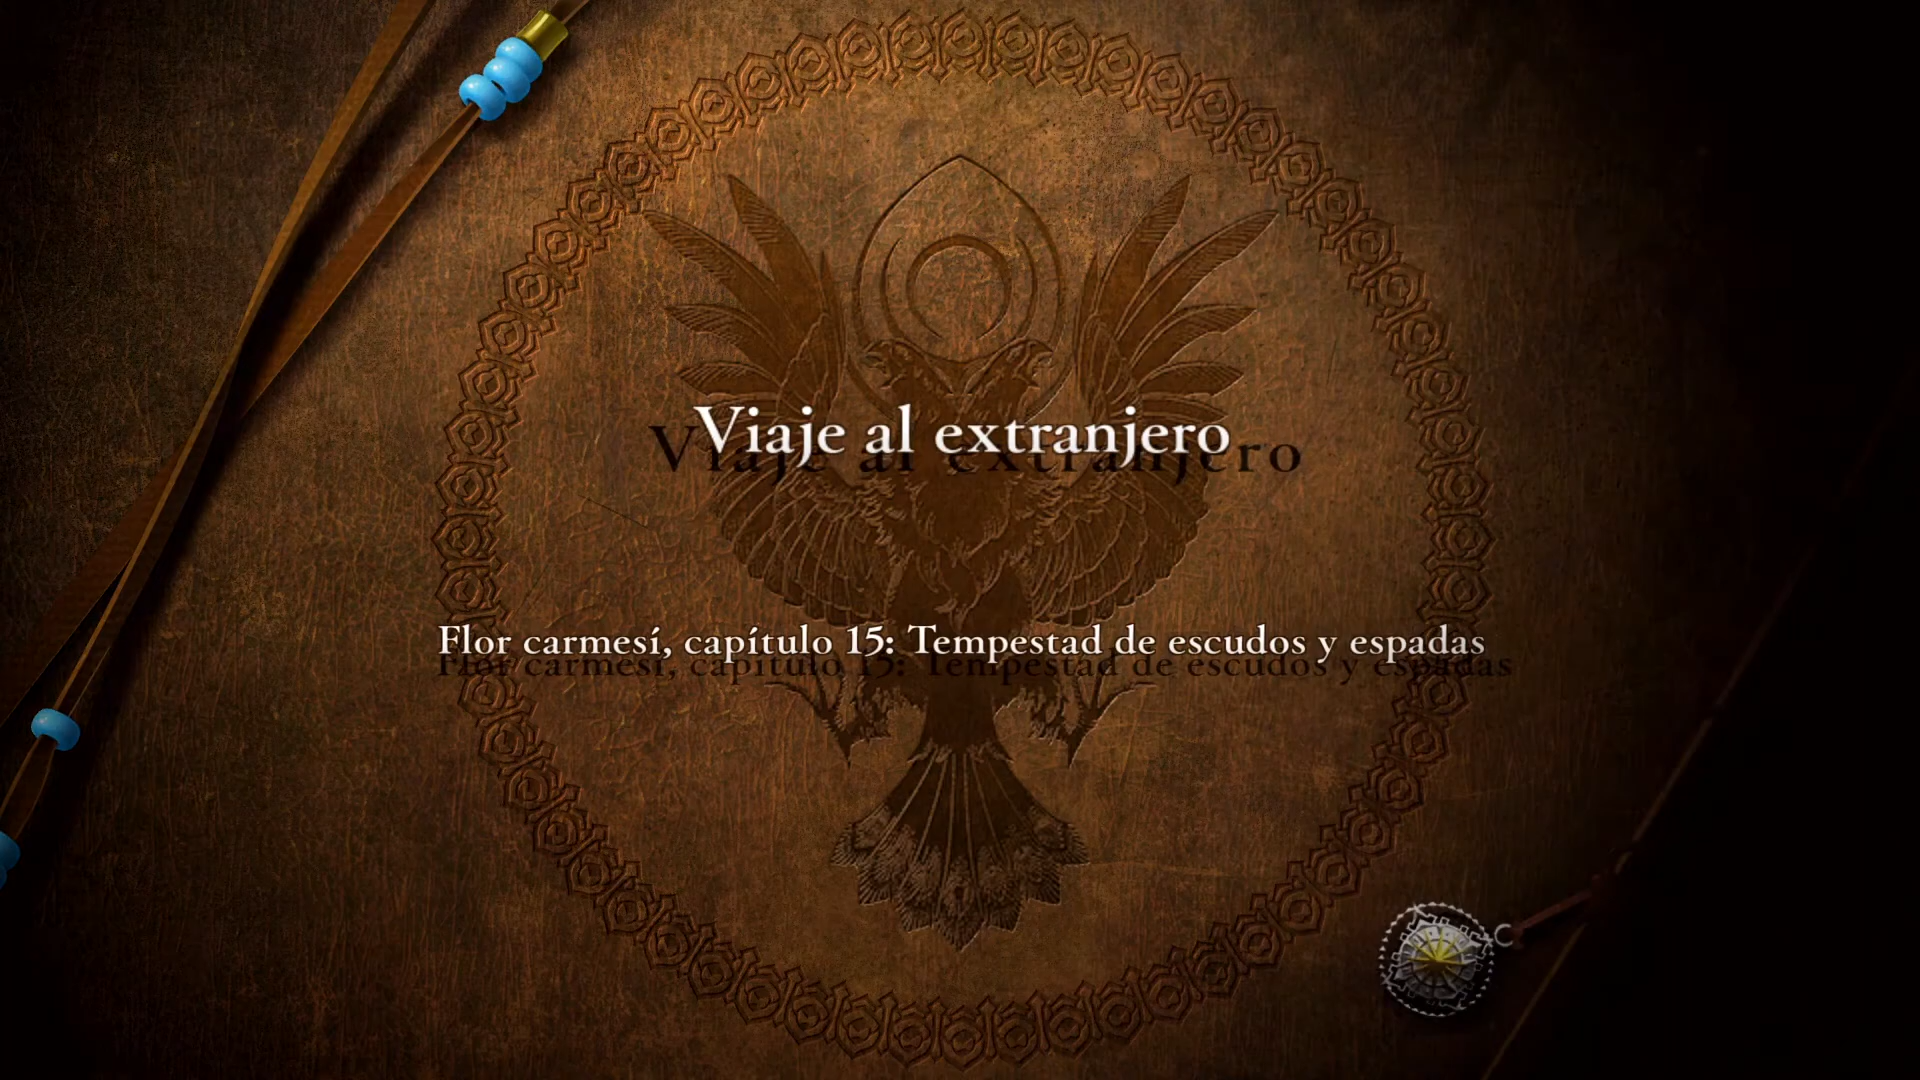 Viaje al extranjero
Flor carmesí, capítulo 15: Tempestad de escudos y espadas